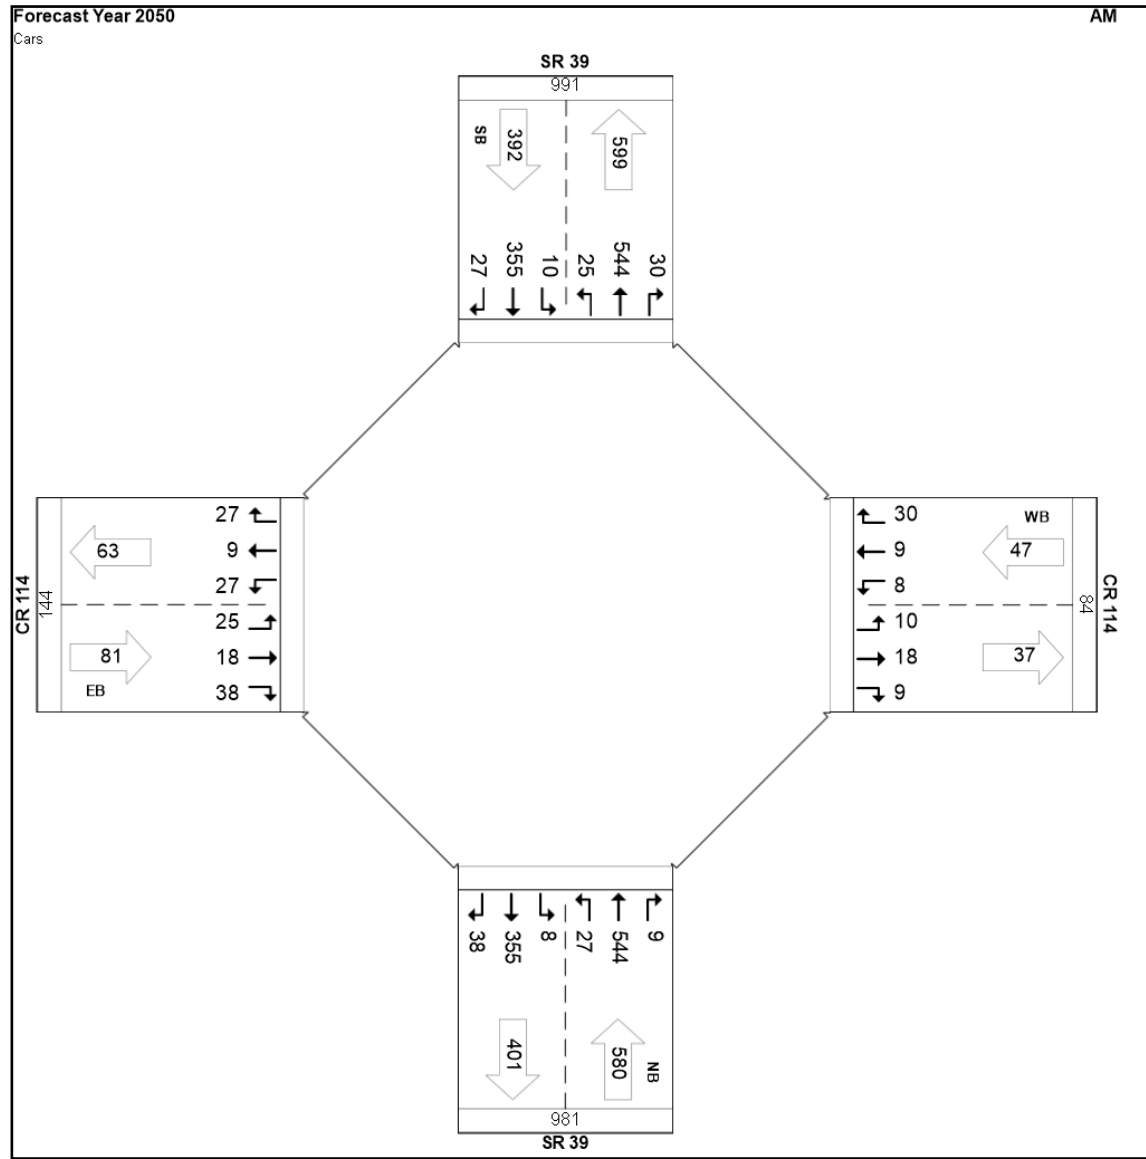 Forecast Year 2050 AM
Cars
SR 39
991
SB 392 599
27 355 10 25 544 30
CR 114
144
27
63 9
27
25
81 18
EB 38
30 WB
9 47
8
10
18 37
9
84
CR 114
38 355 8 27 544 9
401 580 NB
981
SR 39